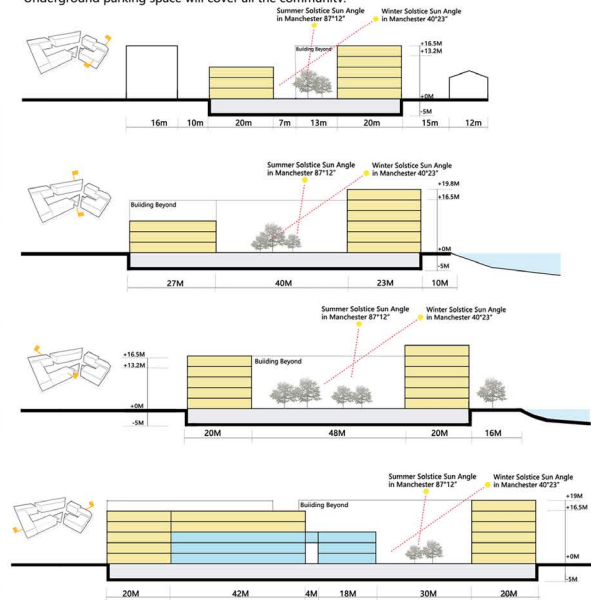 Underground parking space will cover all the community.
Summer Solstice Sun Angle
in Manchester 87°12"
Winter Solstice Sun Angle
in Manchester 40°23"
Building Beyond
+16.5M
+13.2M
+0M
-5M
16m 10m 20m 7m 13m 20m 15m 12m
Summer Solstice Sun Angle
in Manchester 87°12"
Winter Solstice Sun Angle
in Manchester 40°23"
Building Beyond
+19.8M
+16.5M
+0M
-5M
27M 40M 23M 10M
Summer Solstice Sun Angle
in Manchester 87°12"
Winter Solstice Sun Angle
in Manchester 40°23"
+16.5M
+13.2M
Building Beyond
+0M
-5M
20M 48M 20M 16M
Summer Solstice Sun Angle
in Manchester 87°12"
Winter Solstice Sun Angle
in Manchester 40°23"
Building Beyond
+19M
+16.5M
+0M
-5M
20M 42M 4M 18M 30M 20M